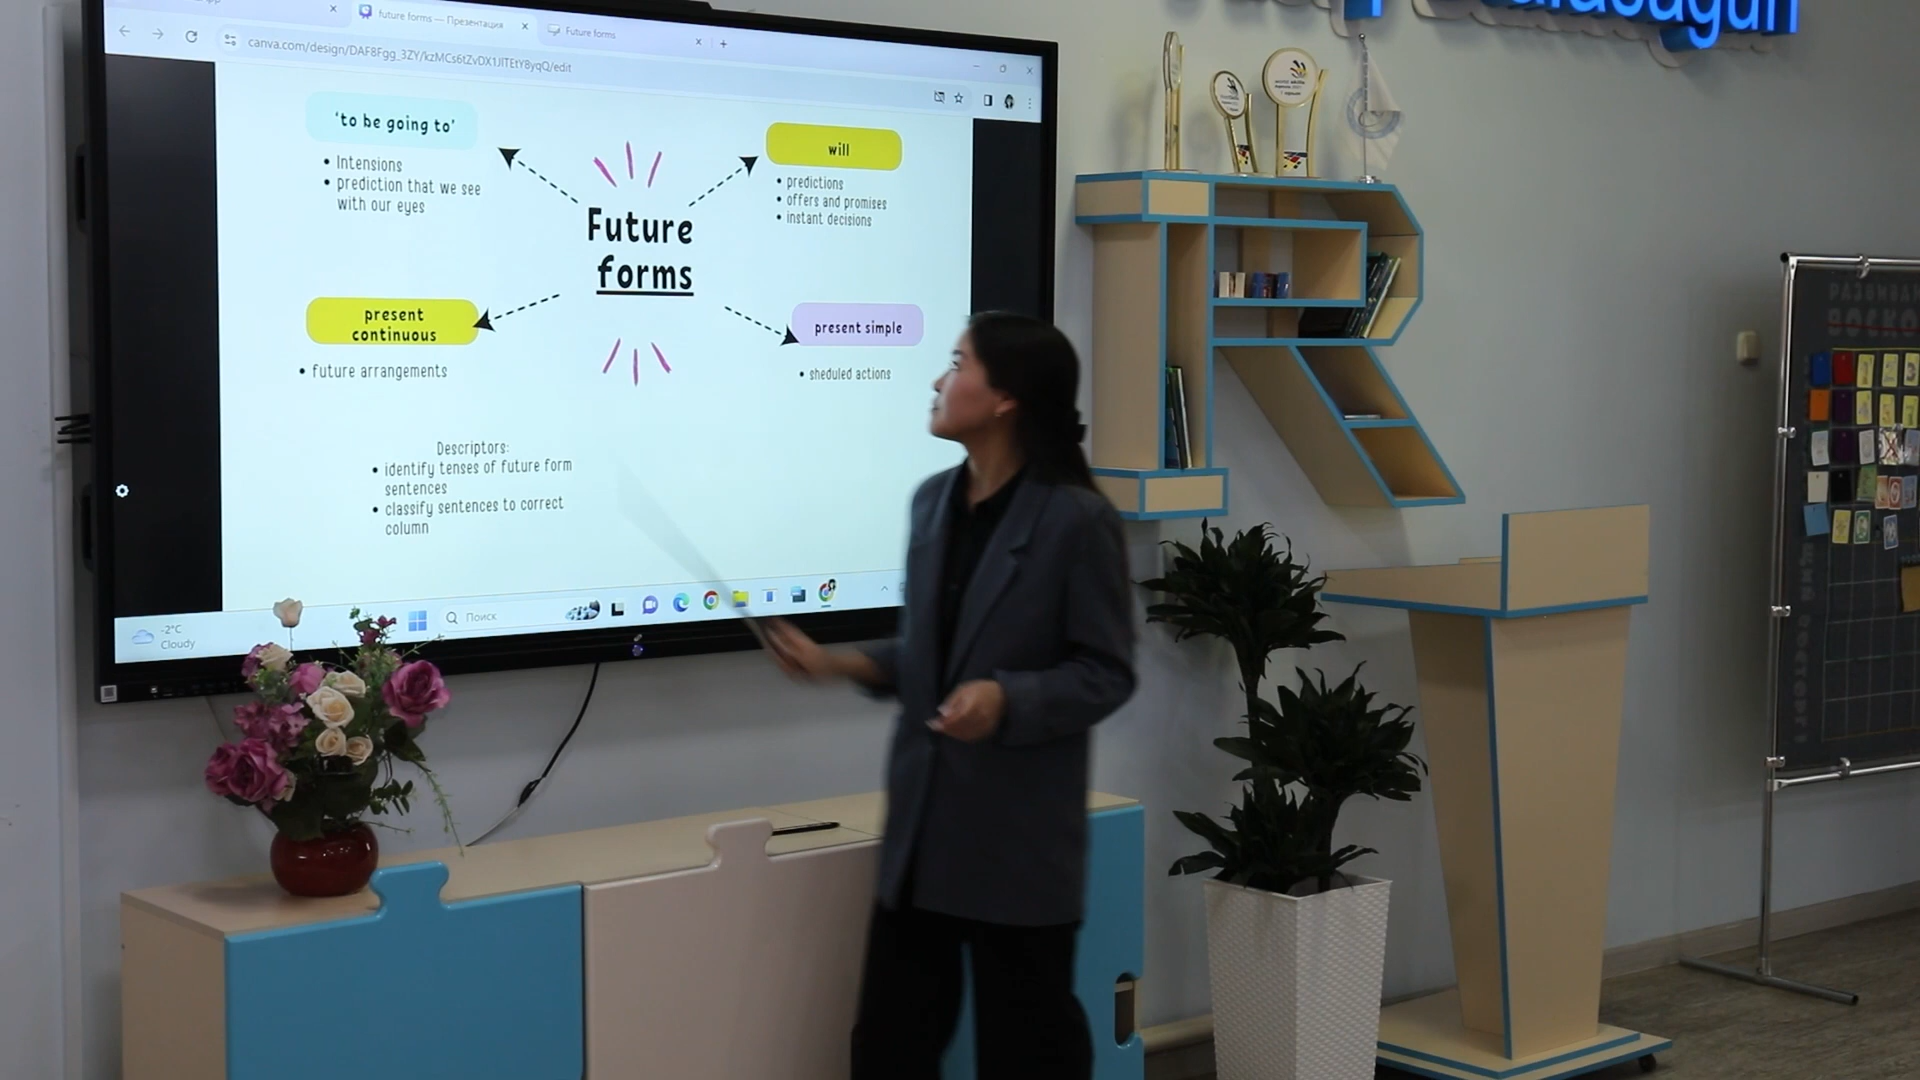 future forms — Презентация
Future forms
canva.com/design/DAF8Fgg_3ZY/kzMCs6tZvDX1JlTEtY8yqQ/edit
'to be going to'
• Intensions
• prediction that we see
with our eyes
will
• predictions
• offers and promises
• instant decisions
Future
forms
present
continuous
• future arrangements
present simple
• sheduled actions
Descriptors:
• identify tenses of future form
sentences
• classify sentences to correct
column
-2°C
Cloudy
Поиск